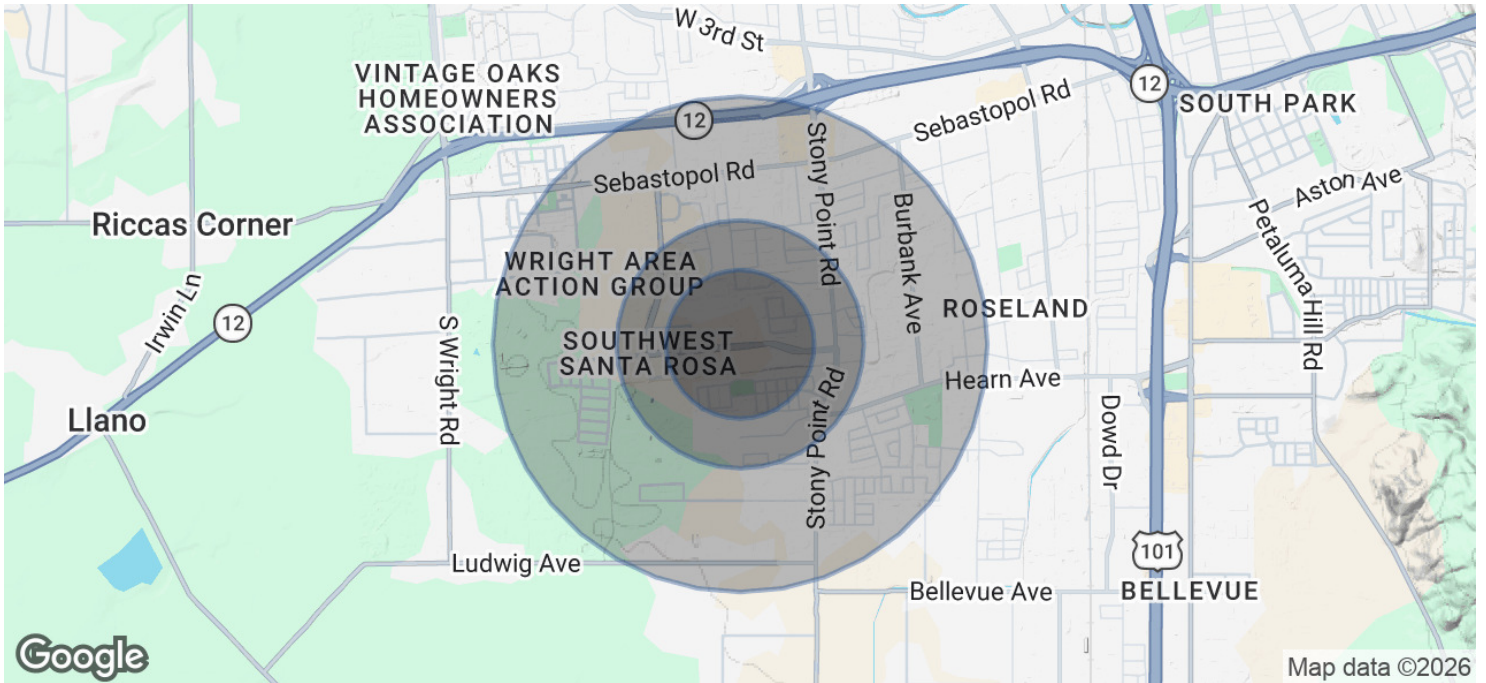 W 3rd St
VINTAGE OAKS
HOMEOWNERS
ASSOCIATION
12
12
SOUTH PARK
Sebastopol Rd
Sebastopol Rd
Stony Point Rd
Aston Ave
Burbank Ave
Petaluma Hill Rd
Riccas Corner
WRIGHT AREA
ACTION GROUP
Irwin Ln
12
ROSELAND
S Wright Rd
SOUTHWEST
SANTA ROSA
Hearn Ave
Stony Point Rd
Dowd Dr
Llano
101
Ludwig Ave
Bellevue Ave
BELLEVUE
Google
Map data ©2026